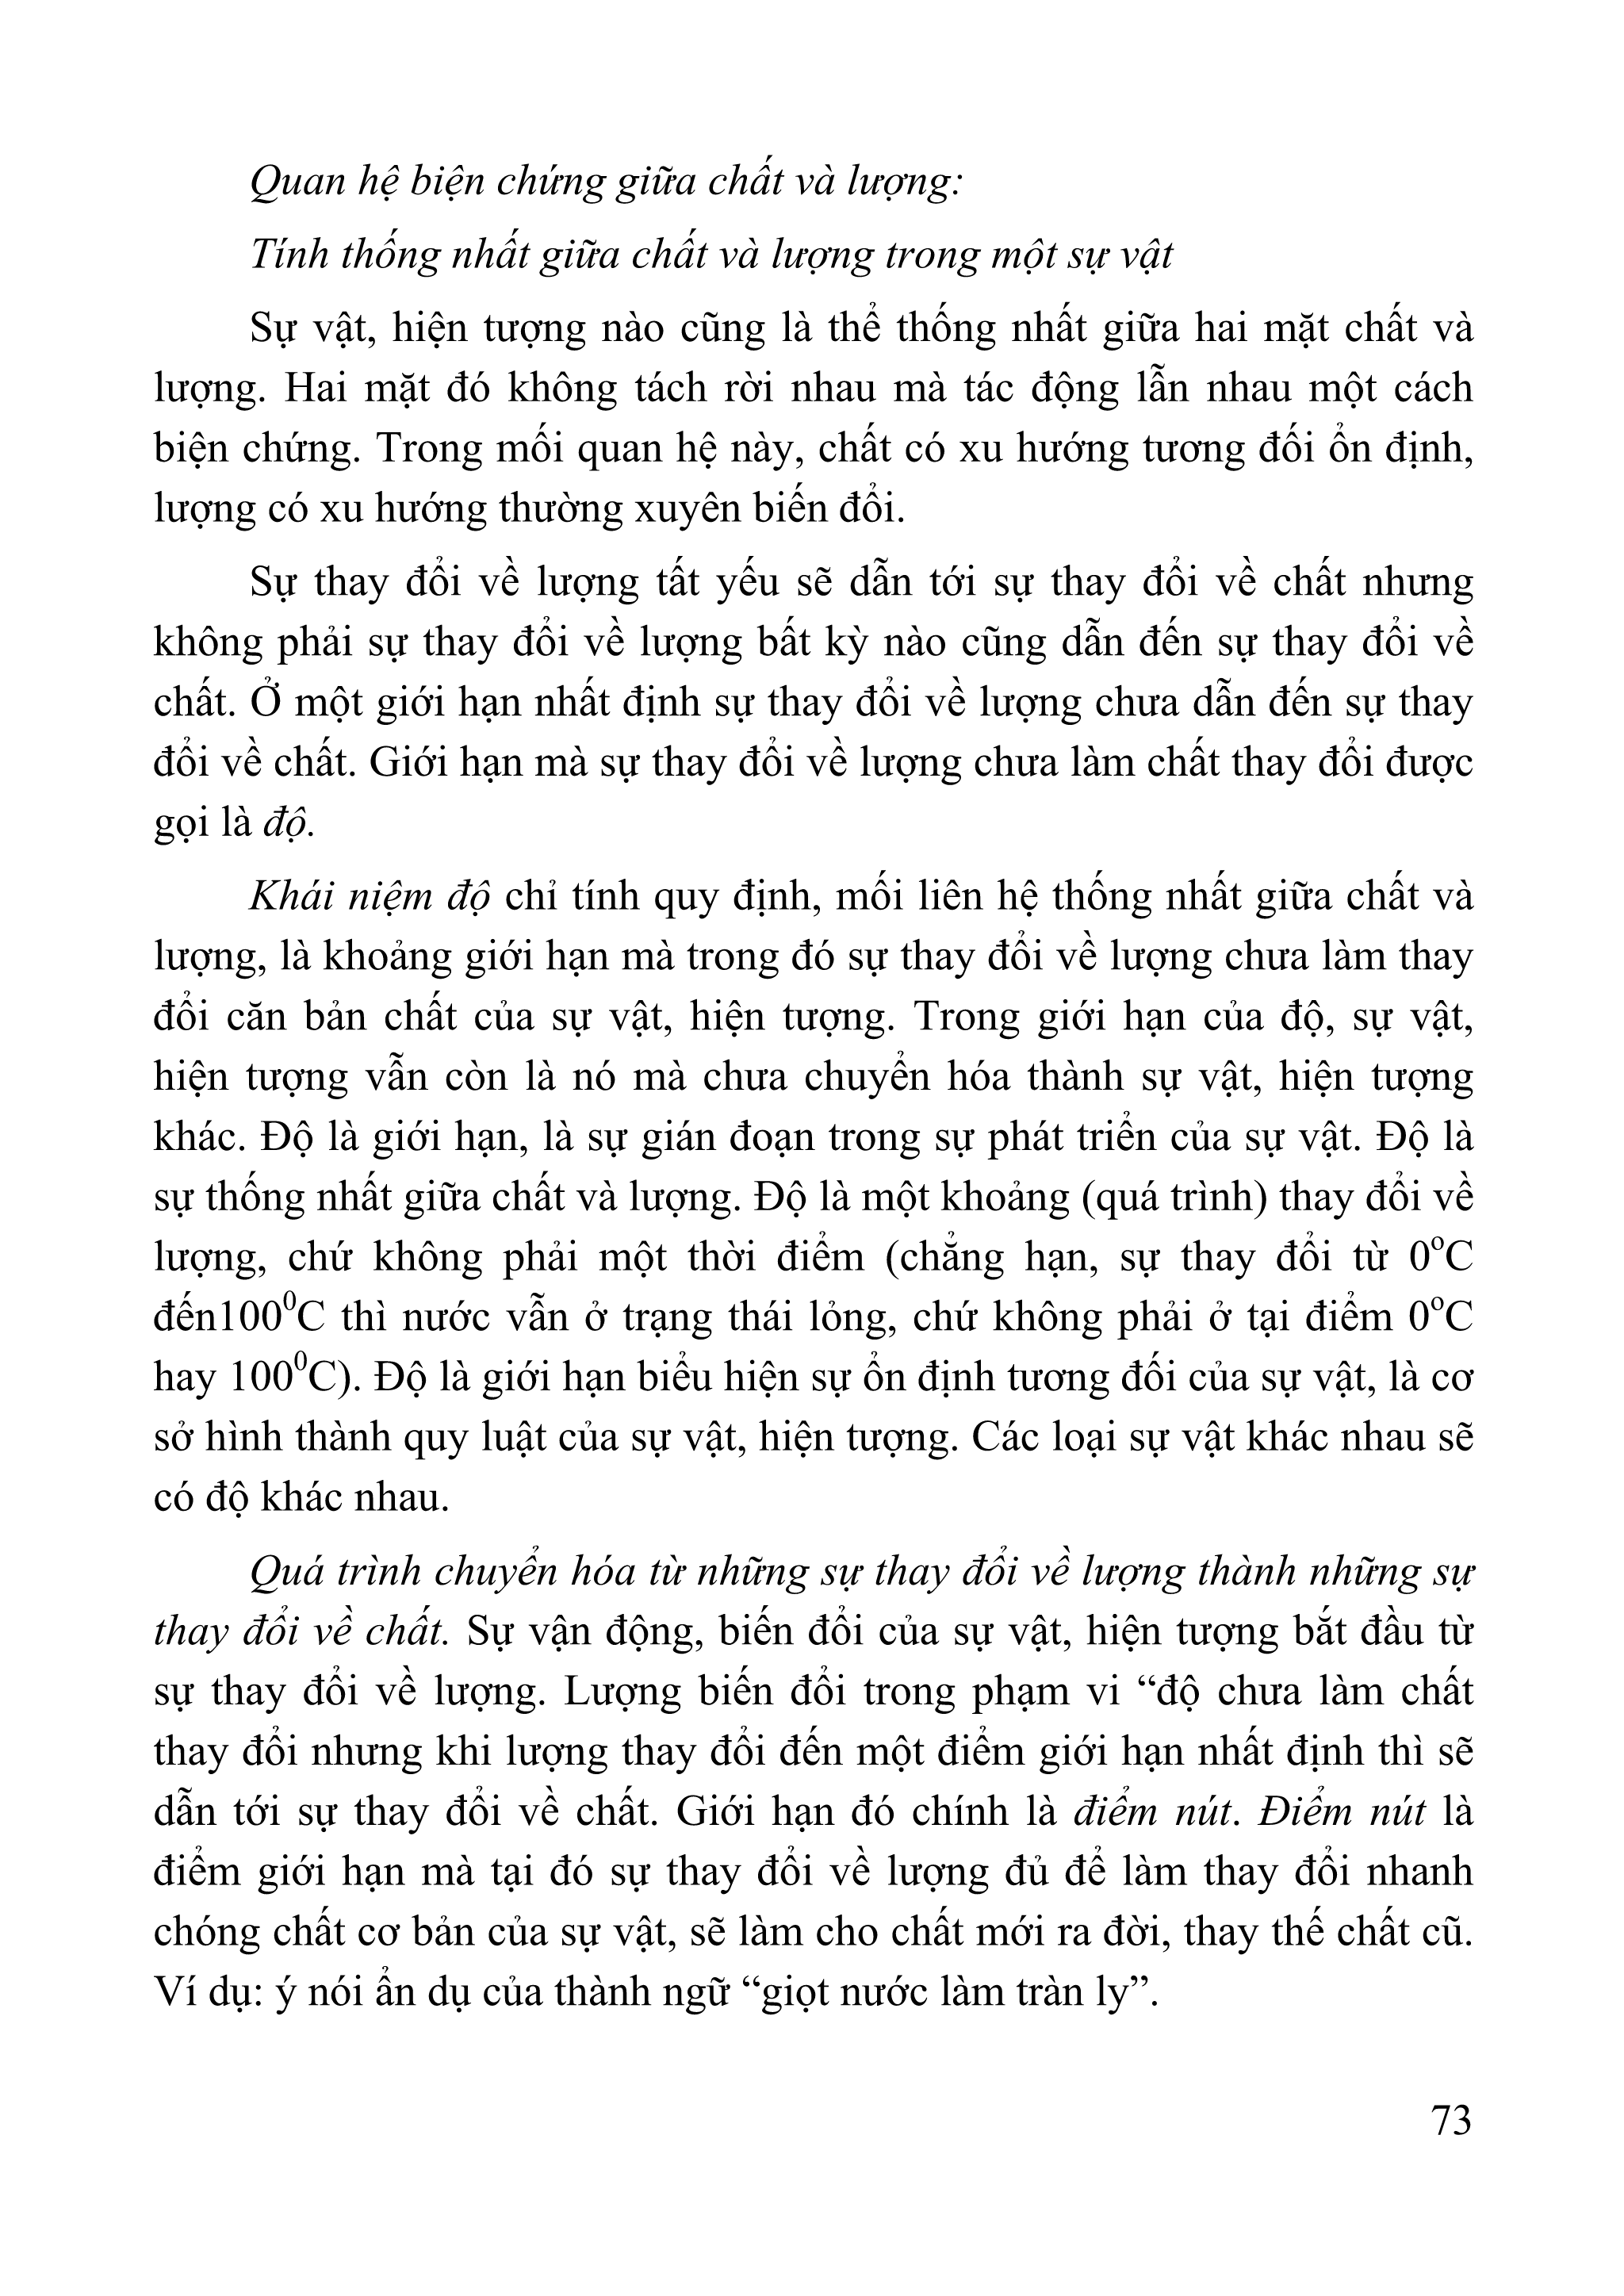 Quan hệ biện chứng giữa chất và lượng:
Tính thống nhất giữa chất và lượng trong một sự vật
Sự vật, hiện tượng nào cũng là thể thống nhất giữa hai mặt chất và
lượng. Hai mặt đó không tách rời nhau mà tác động lẫn nhau một cách
biện chứng. Trong mối quan hệ này, chất có xu hướng tương đối ổn định,
lượng có xu hướng thường xuyên biến đổi.
Sự thay đổi về lượng tất yếu sẽ dẫn tới sự thay đổi về chất nhưng
không phải sự thay đổi về lượng bất kỳ nào cũng dẫn đến sự thay đổi về
chất. Ở một giới hạn nhất định sự thay đổi về lượng chưa dẫn đến sự thay
đổi về chất. Giới hạn mà sự thay đổi về lượng chưa làm chất thay đổi được
gọi là độ.
Khái niệm độ chỉ tính quy định, mối liên hệ thống nhất giữa chất và
lượng, là khoảng giới hạn mà trong đó sự thay đổi về lượng chưa làm thay
đổi căn bản chất của sự vật, hiện tượng. Trong giới hạn của độ, sự vật,
hiện tượng vẫn còn là nó mà chưa chuyển hóa thành sự vật, hiện tượng
khác. Độ là giới hạn, là sự gián đoạn trong sự phát triển của sự vật. Độ là
sự thống nhất giữa chất và lượng. Độ là một khoảng (quá trình) thay đổi về
lượng, chứ không phải một thời điểm (chẳng hạn, sự thay đổi từ 0ᵒC
đến100⁰C thì nước vẫn ở trạng thái lỏng, chứ không phải ở tại điểm 0ᵒC
hay 100⁰C). Độ là giới hạn biểu hiện sự ổn định tương đối của sự vật, là cơ
sở hình thành quy luật của sự vật, hiện tượng. Các loại sự vật khác nhau sẽ
có độ khác nhau.
Quá trình chuyển hóa từ những sự thay đổi về lượng thành những sự
thay đổi về chất. Sự vận động, biến đổi của sự vật, hiện tượng bắt đầu từ
sự thay đổi về lượng. Lượng biến đổi trong phạm vi “độ chưa làm chất
thay đổi nhưng khi lượng thay đổi đến một điểm giới hạn nhất định thì sẽ
dẫn tới sự thay đổi về chất. Giới hạn đó chính là điểm nút. Điểm nút là
điểm giới hạn mà tại đó sự thay đổi về lượng đủ để làm thay đổi nhanh
chóng chất cơ bản của sự vật, sẽ làm cho chất mới ra đời, thay thế chất cũ.
Ví dụ: ý nói ẩn dụ của thành ngữ “giọt nước làm tràn ly”.
73